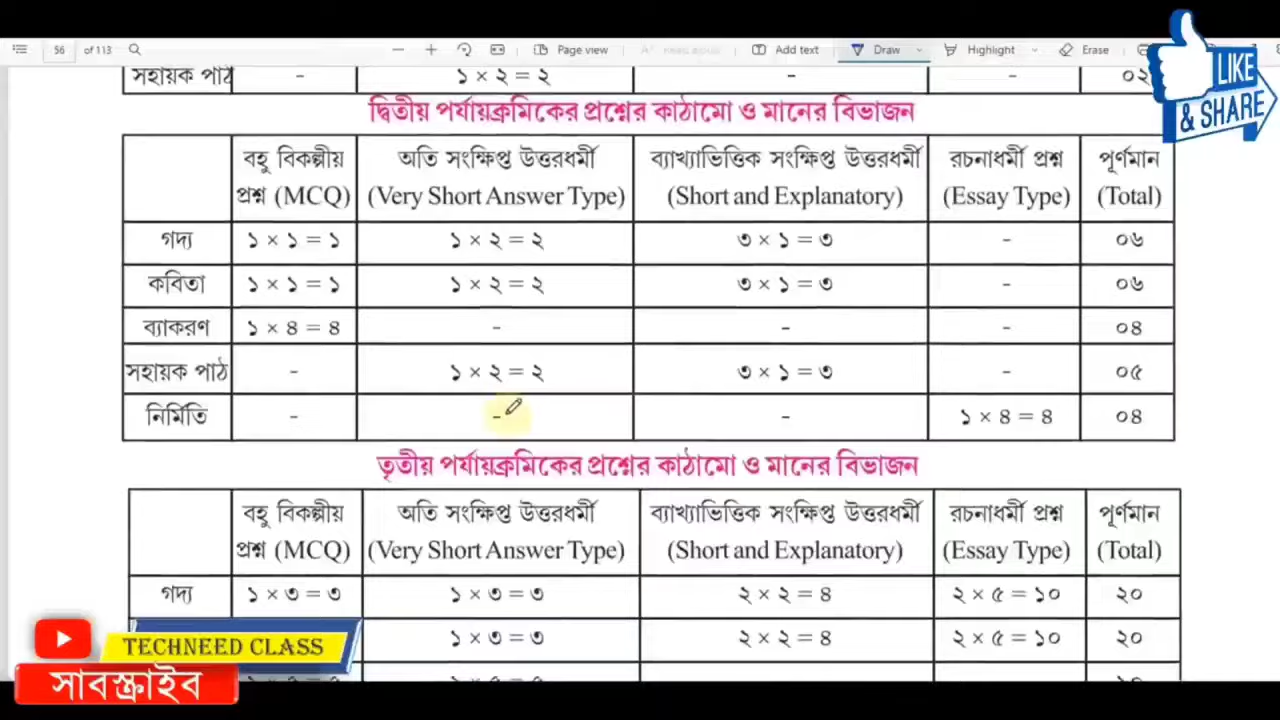 56 of 113 Page view Read aloud Add text Draw Highlight Erase
LIKE
& SHARE
সহায়ক পাঠ - ১ × ২ = ২ - - ০২
দ্বিতীয় পর্যায়ক্রমিকের প্রশ্নের কাঠামো ও মানের বিভাজন
বহু বিকল্পীয় অতি সংক্ষিপ্ত উত্তরধর্মী ব্যাখ্যাভিত্তিক সংক্ষিপ্ত উত্তরধর্মী রচনাধর্মী প্রশ্ন পূর্ণমান
প্রশ্ন (MCQ) (Very Short Answer Type) (Short and Explanatory) (Essay Type) (Total)
গদ্য ১ × ১ = ১ ১ × ২ = ২ ৩ × ১ = ৩ - ০৬
কবিতা ১ × ১ = ১ ১ × ২ = ২ ৩ × ১ = ৩ - ০৬
ব্যাকরণ ১ × ৪ = ৪ - - - ০৪
সহায়ক পাঠ - ১ × ২ = ২ ৩ × ১ = ৩ - ০৫
নির্মিতি - - - ১ × ৪ = ৪ ০৪
তৃতীয় পর্যায়ক্রমিকের প্রশ্নের কাঠামো ও মানের বিভাজন
বহু বিকল্পীয় অতি সংক্ষিপ্ত উত্তরধর্মী ব্যাখ্যাভিত্তিক সংক্ষিপ্ত উত্তরধর্মী রচনাধর্মী প্রশ্ন পূর্ণমান
প্রশ্ন (MCQ) (Very Short Answer Type) (Short and Explanatory) (Essay Type) (Total)
গদ্য ১ × ৩ = ৩ ১ × ৩ = ৩ ২ × ২ = ৪ ২ × ৫ = ১০ ২০
১ × ৩ = ৩ ২ × ২ = ৪ ২ × ৫ = ১০ ২০
TECHNEED CLASS
সাবস্ক্রাইব